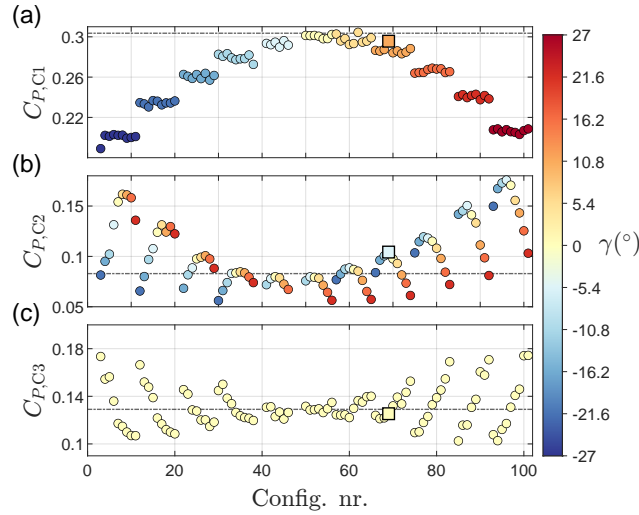 (a)
0.3
0.26
0.22
C_{P,C1}
(b)
0.15
0.1
0.05
C_{P,C2}
(c)
0.18
0.14
0.1
C_{P,C3}
0 20 40 60 80 100
Config. nr.
27
21.6
16.2
10.8
5.4
0
-5.4
-10.8
-16.2
-21.6
-27
γ(°)